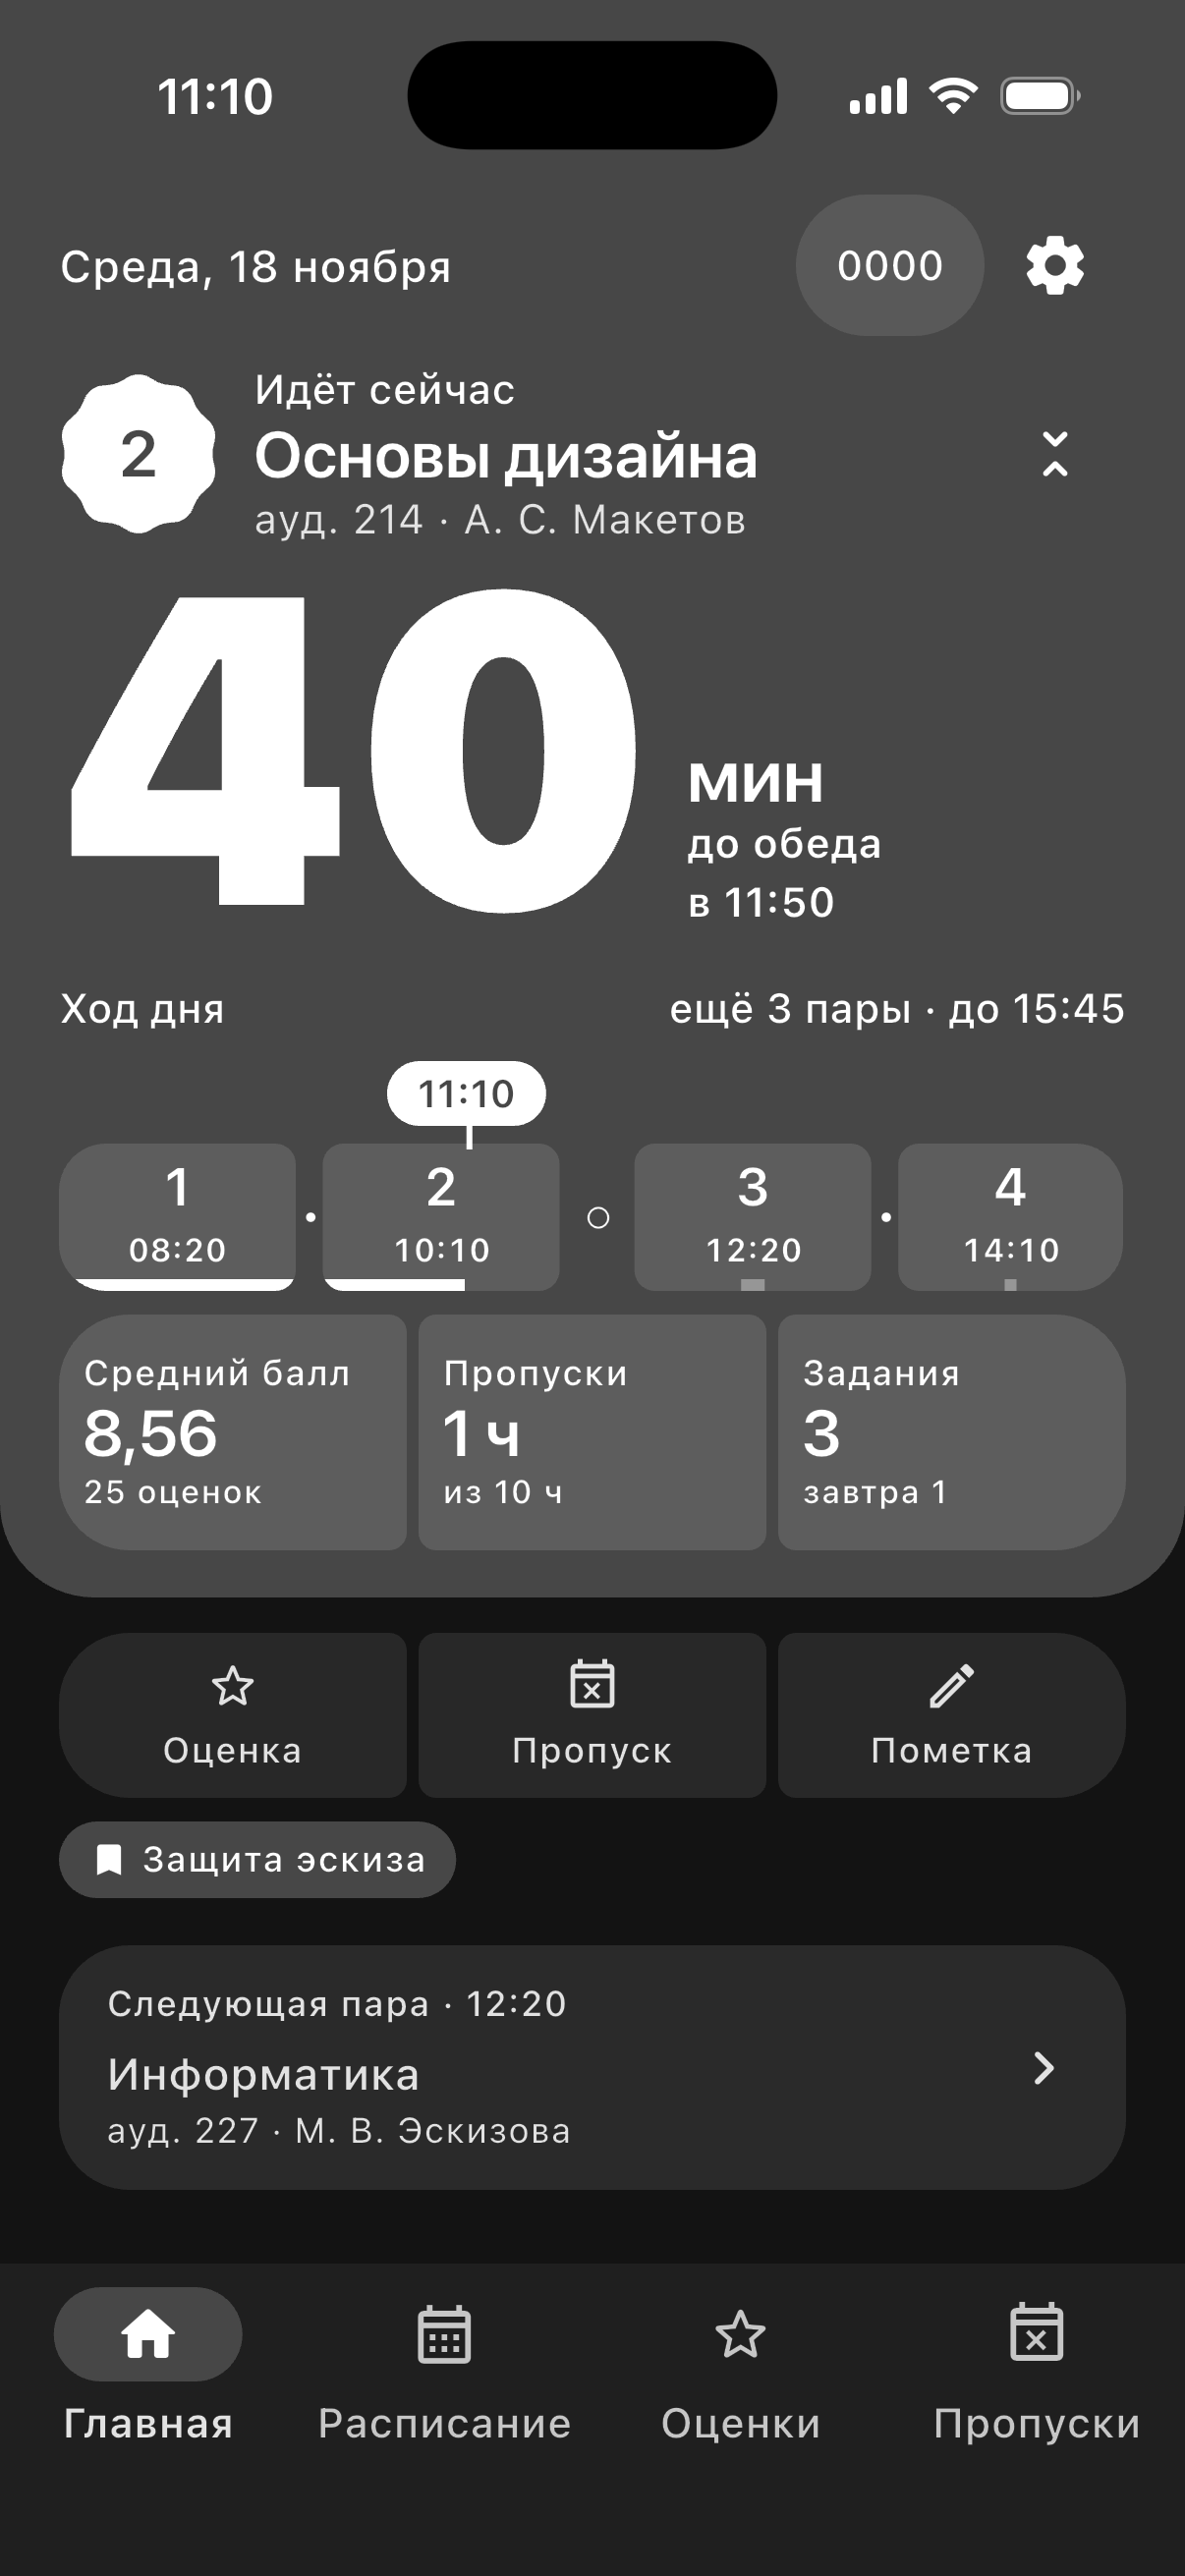 11:10
Среда, 18 ноября
0000
2
Идёт сейчас
Основы дизайна
ауд. 214 · А. С. Макетов
40
мин
до обеда
в 11:50
Ход дня
ещё 3 пары · до 15:45
11:10
1
08:20
2
10:10
3
12:20
4
14:10
Средний балл
8,56
25 оценок
Пропуски
1 ч
из 10 ч
Задания
3
завтра 1
Оценка
Пропуск
Пометка
Защита эскиза
Следующая пара · 12:20
Информатика
ауд. 227 · М. В. Эскизова
Главная
Расписание
Оценки
Пропуски